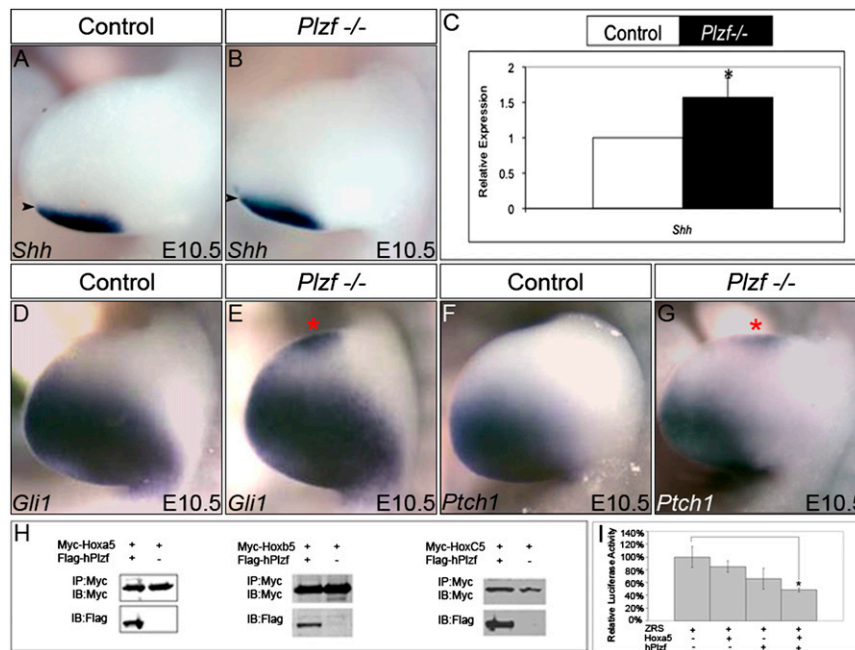 Control
Plzf -/-
A
Shh
E10.5
B
Shh
E10.5
C
Control
Plzf-/-
Relative Expression
2
1.5
1
0.5
0
*
Shh
Control
Plzf -/-
Control
Plzf -/-
D
Gli1
E10.5
E
*
Gli1
E10.5
F
Ptch1
E10.5
G
*
Ptch1
E10.5
H
Myc-Hoxa5 + +
Flag-hPlzf + -
IP:Myc
IB:Myc
IB:Flag
Myc-Hoxb5 + +
Flag-hPlzf + -
IP:Myc
IB:Myc
IB:Flag
Myc-HoxC5 + +
Flag-hPlzf + -
IP:Myc
IB:Myc
IB:Flag
I
Relative Luciferase Activity
140%
120%
100%
80%
60%
40%
20%
0%
*
ZRS + + + +
Hoxa5 - + - +
hPlzf - - + +